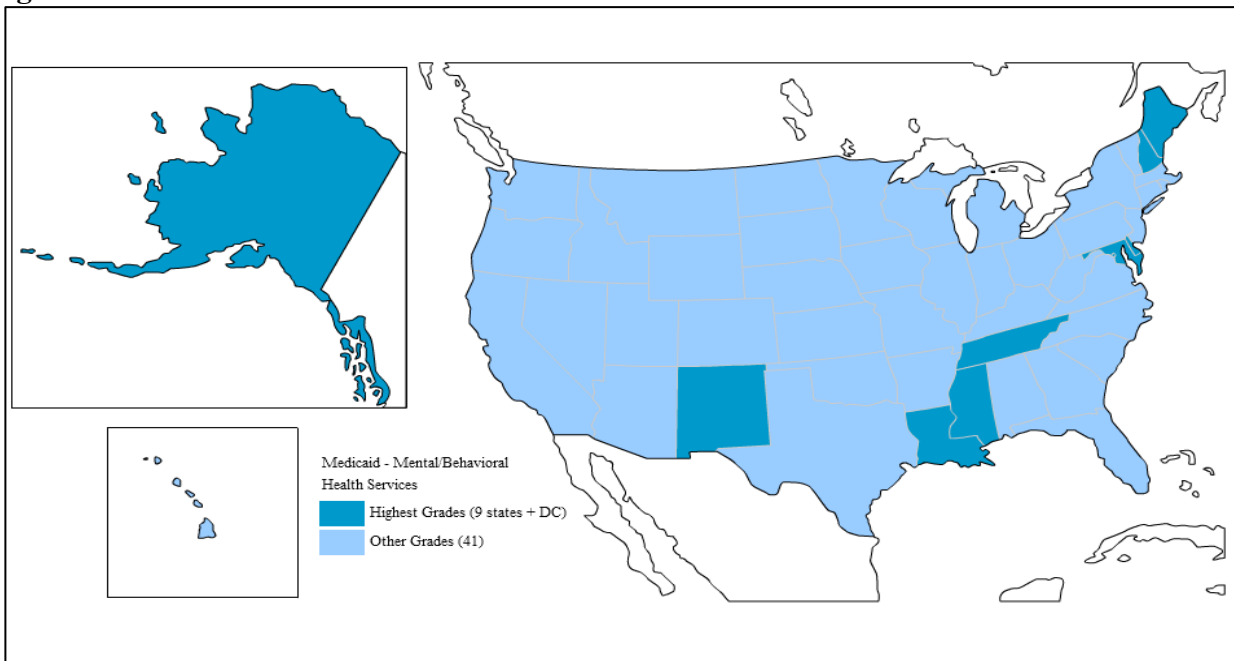 Medicaid - Mental/Behavioral
Health Services
Highest Grades (9 states + DC)
Other Grades (41)